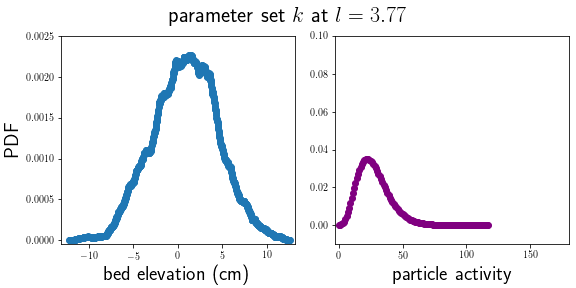 parameter set k at l = 3.77
PDF
0.0025
0.0020
0.0015
0.0010
0.0005
0.0000
−10 −5 0 5 10
bed elevation (cm)
0.10
0.08
0.06
0.04
0.02
0.00
0 50 100 150
particle activity